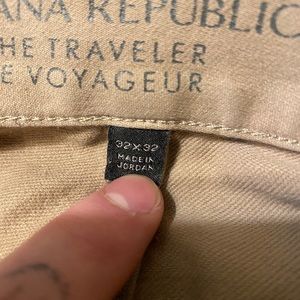 ANA REPUBLIC
HE TRAVELER
E VOYAGEUR
32X32
MADE IN
JORDAN